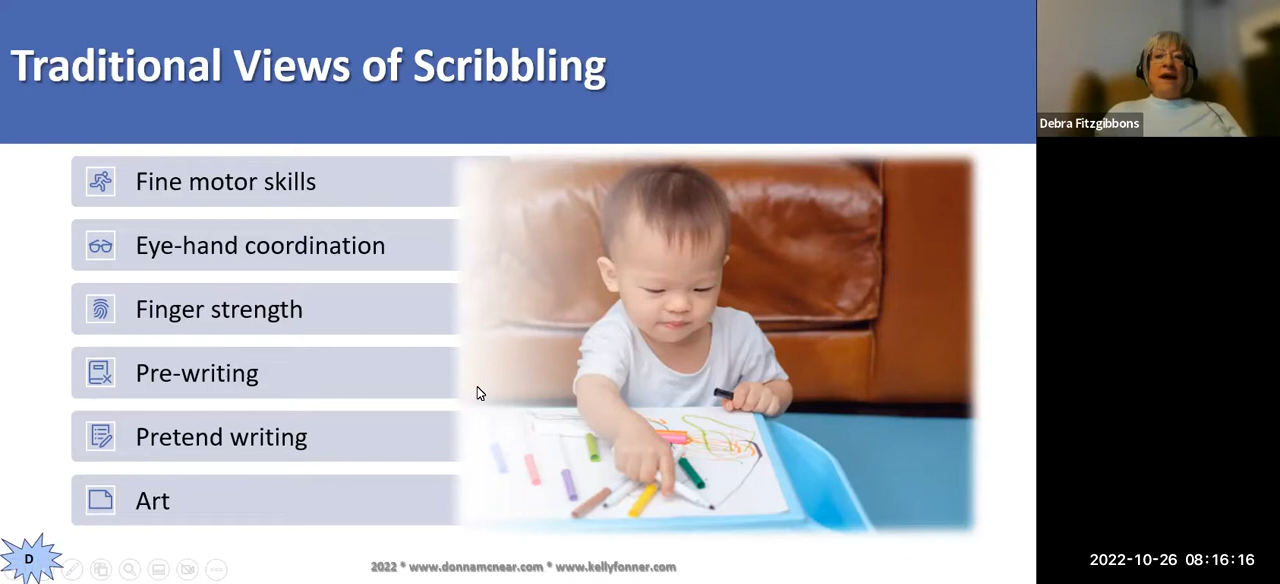 Traditional Views of Scribbling
Debra Fitzgibbons
Fine motor skills
Eye-hand coordination
Finger strength
Pre-writing
Pretend writing
Art
D
2022 * www.donnamcnear.com * www.kellyfonner.com
2022-10-26 08:16:16